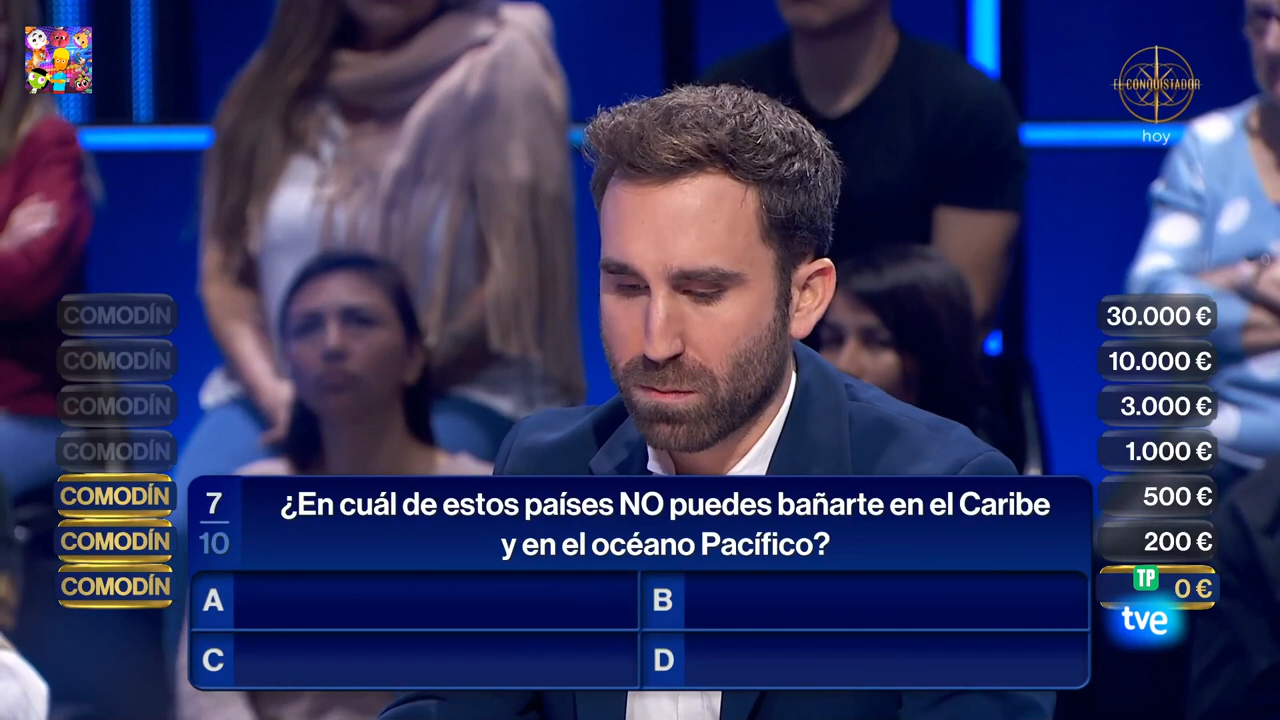 EL CONQUISTADOR
hoy
COMODÍN
COMODÍN
COMODÍN
COMODÍN
COMODÍN
COMODÍN
COMODÍN
30.000 €
10.000 €
3.000 €
1.000 €
500 €
200 €
0 €
TP
tve
7
10
¿En cuál de estos países NO puedes bañarte en el Caribe
y en el océano Pacífico?
A
B
C
D